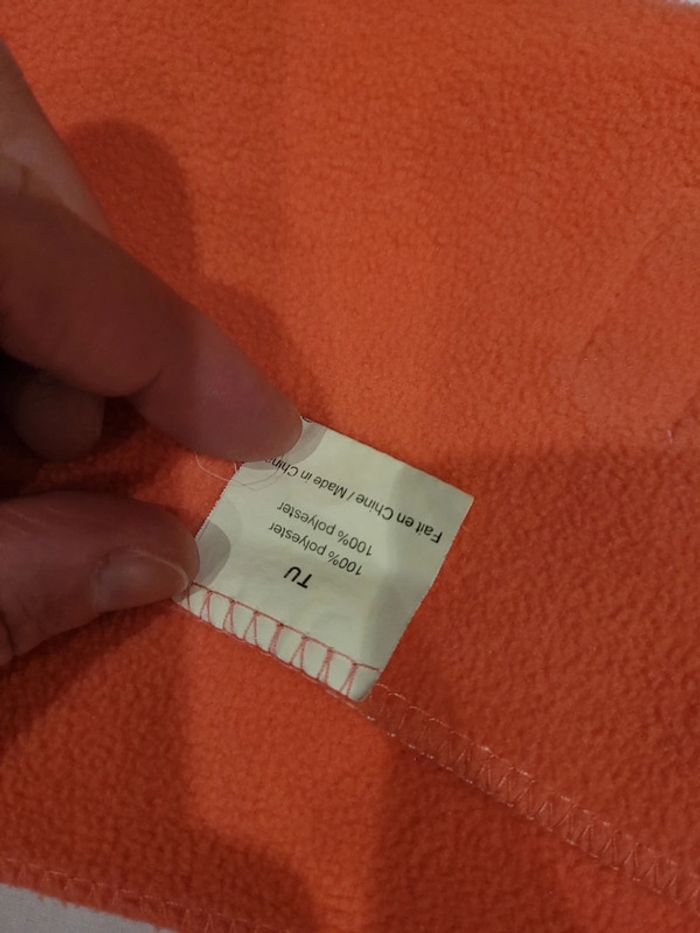 TU
100% polyester
100% polyester
Fait en Chine / Made in China